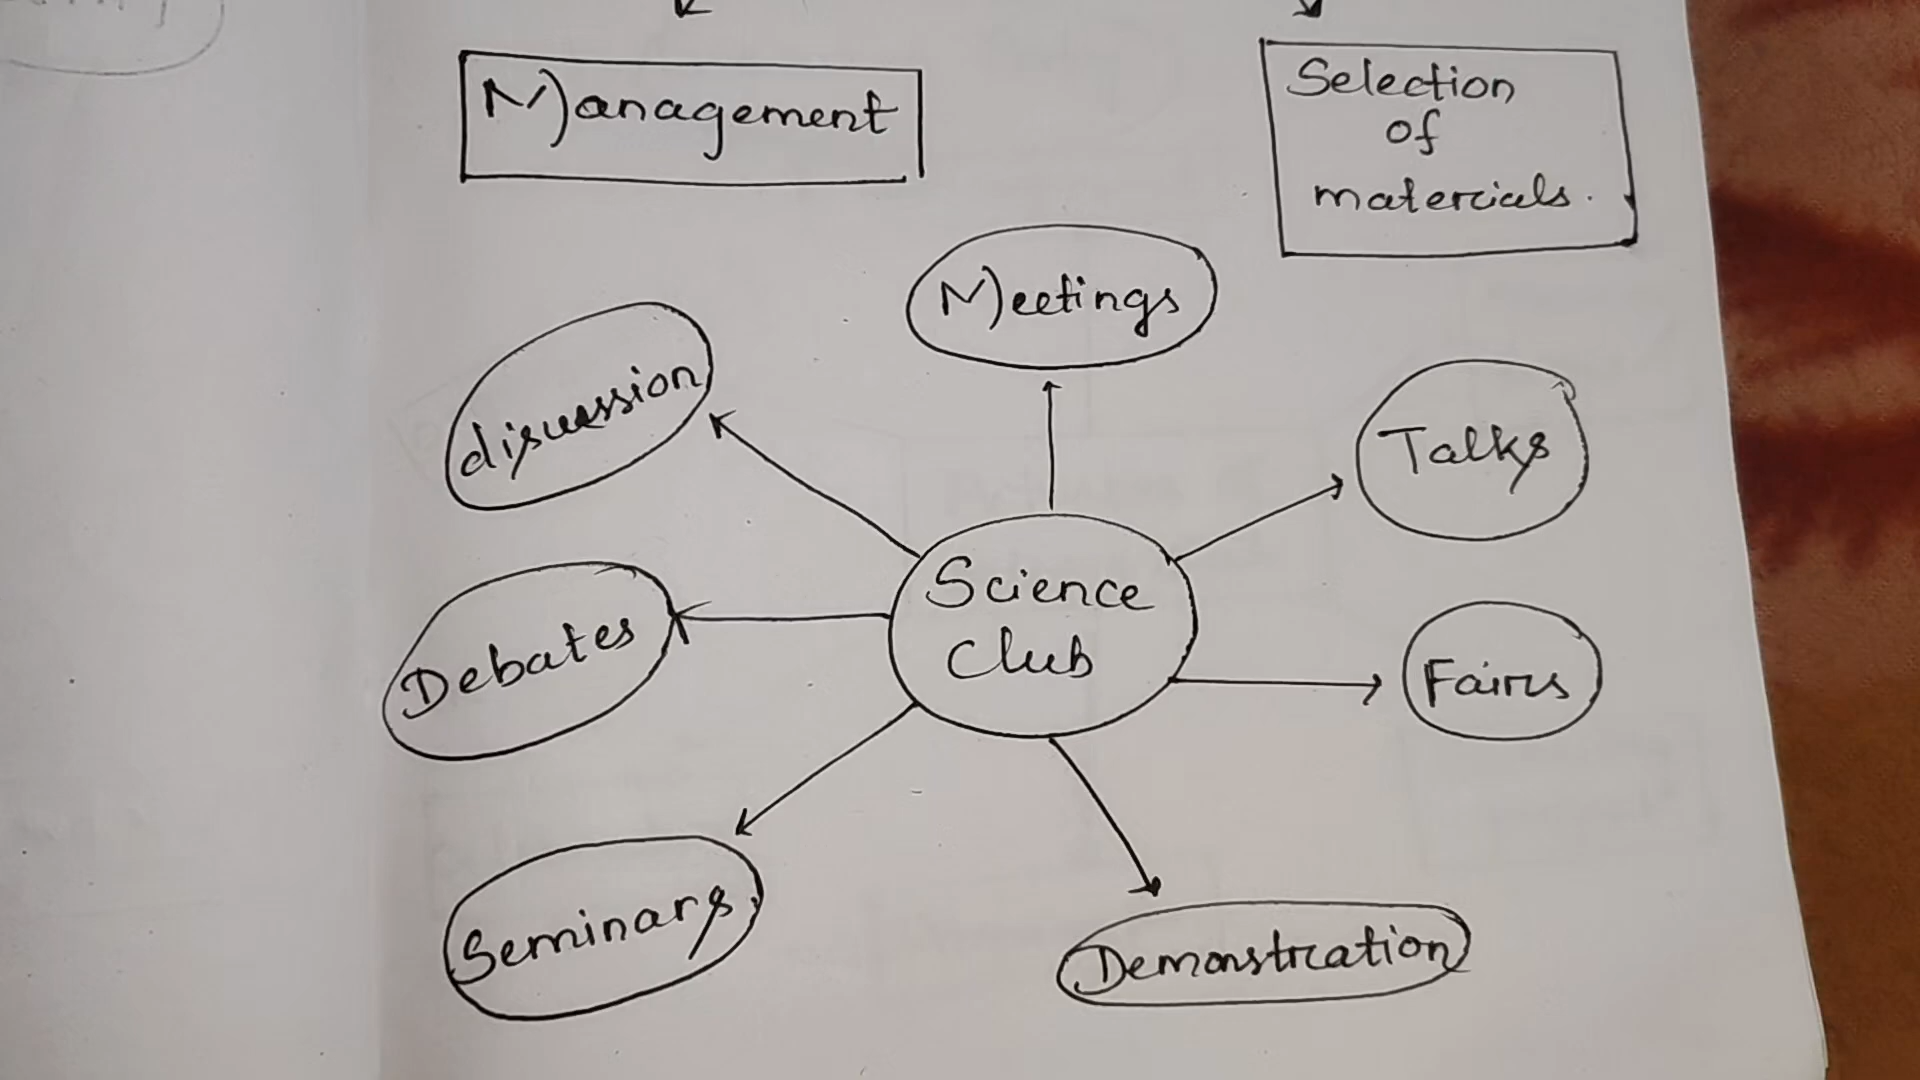 Management
Selection
of
materials.
Meetings
discussion
Talks
Science
Club
Debates
Fairs
Seminars
Demonstration